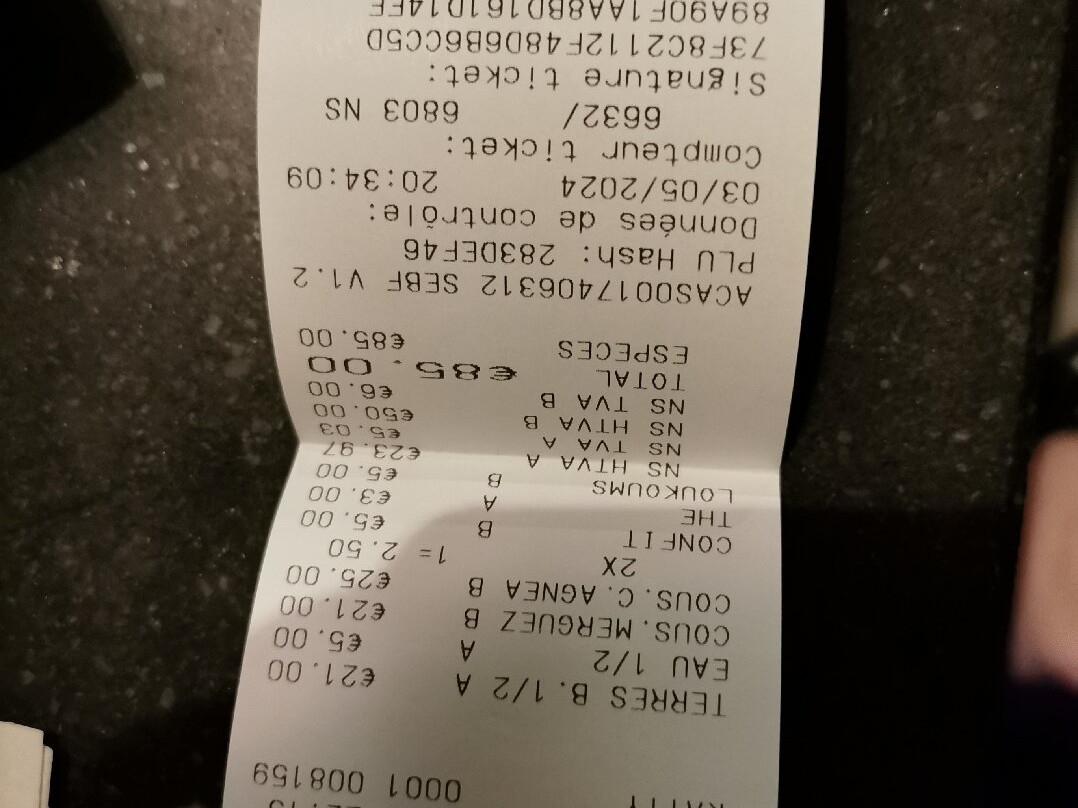 0001 008159
TERRES B.1/2 A €21.00
EAU 1/2 A €5.00
COUS.MERGUEZ B €21.00
COUS.C.AGNEA B €25.00
2X 1= 2.50
CONFIT B €5.00
THE A €3.00
LOUKOUMS B €5.00
NS HTVA A €23.97
NS TVA A €5.03
NS HTVA B €50.00
NS TVA B €6.00
TOTAL €85.00
ESPECES €85.00
ACAS0017406312 SEBF V1.2
PLU Hash: 283DEF46
Données de contrôle:
03/05/2024 20:34:09
Compteur ticket:
6632/ 6803 NS
Signature ticket:
73F8C2112F48D6B6CC5D
89A90F1AA8BD161D14FF